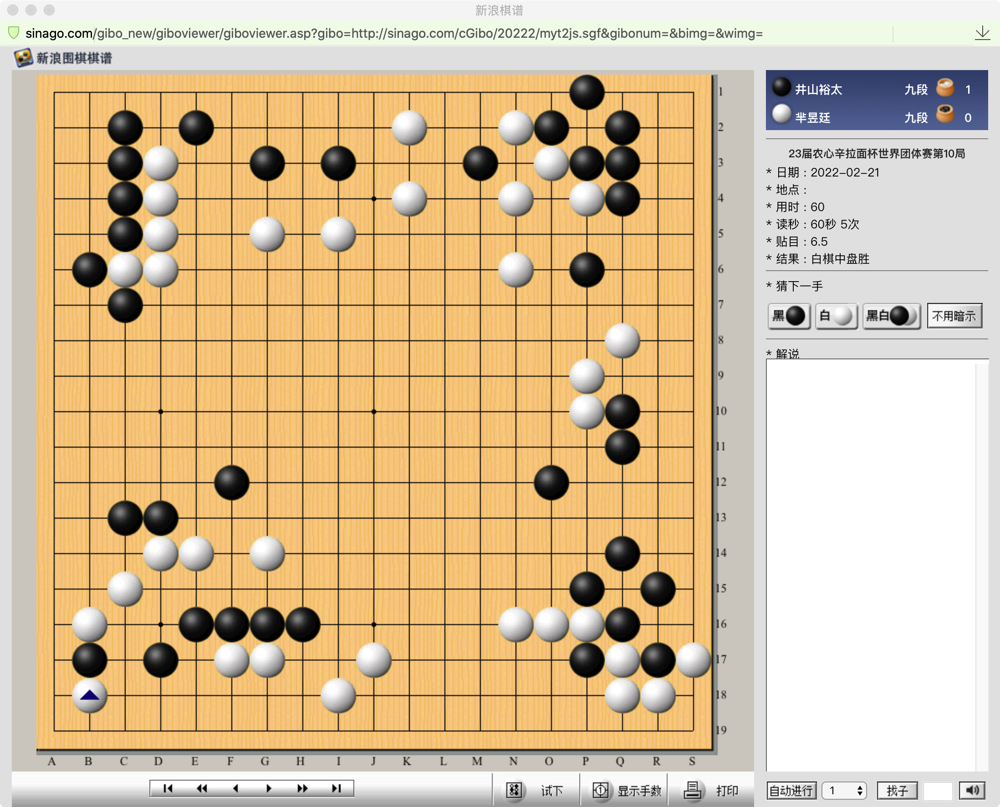 新浪棋谱
sinago.com/gibo_new/giboviewer/giboviewer.asp?gibo=http://sinago.com/cGibo/20222/myt2js.sgf&gibonum=&bimg=&wimg=
新浪围棋棋谱
井山裕太 九段 1
芈昱廷 九段 0
23届农心辛拉面杯世界团体赛第10局
* 日期：2022-02-21
* 地点：
* 用时：60
* 读秒：60秒 5次
* 贴目：6.5
* 结果：白棋中盘胜
* 猜下一手
黑 白 黑白 不用暗示
* 解说
1
2
3
4
5
6
7
8
9
10
11
12
13
14
15
16
17
18
19
A B C D E F G H I J K L M N O P Q R S
试下 1 显示手数 打印
自动进行 1 找子